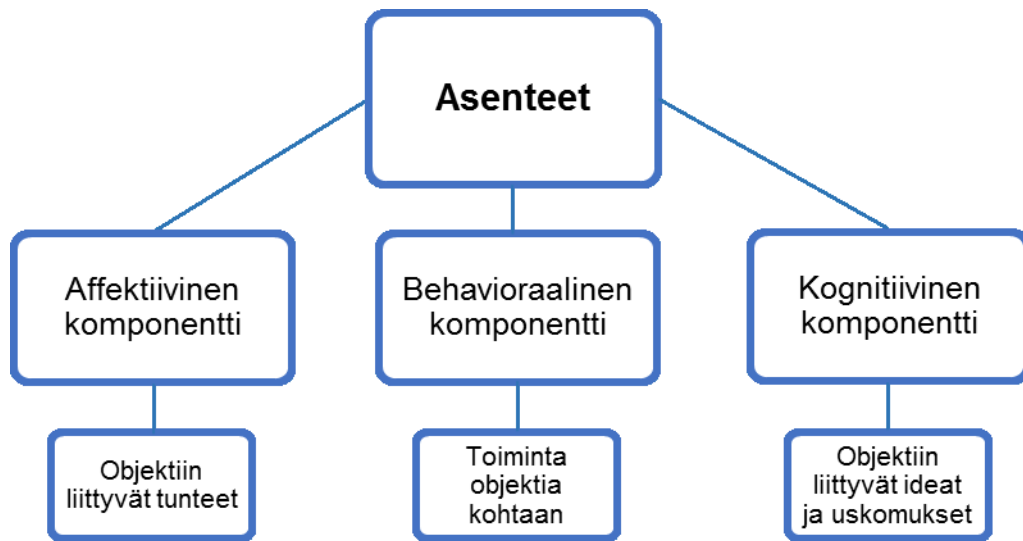 Asenteet
Affektiivinen
komponentti
Behavioraalinen
komponentti
Kognitiivinen
komponentti
Objektiin
liittyvät tunteet
Toiminta
objektia
kohtaan
Objektiin
liittyvät ideat
ja uskomukset